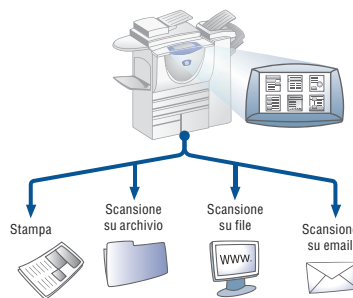 Stampa
Scansione
su archivio
Scansione
su file
Scansione
su email
www.